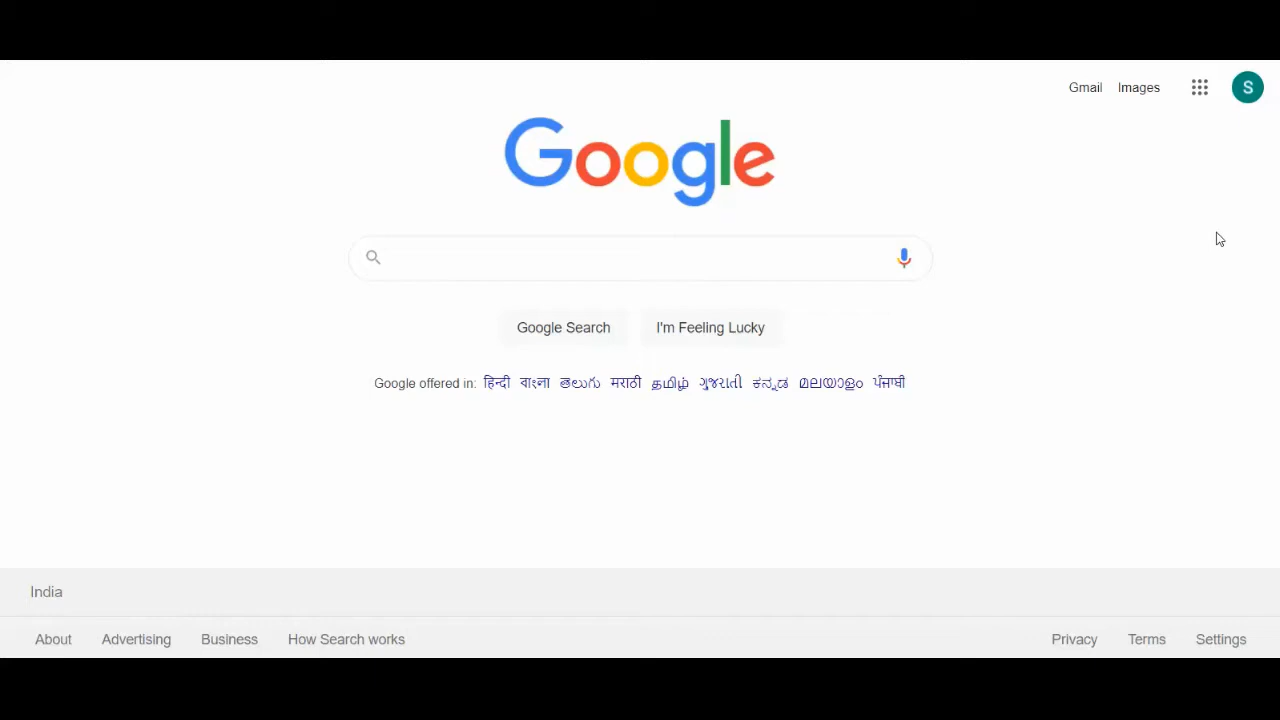 Gmail Images S
Google
Google Search I'm Feeling Lucky
Google offered in: हिन्दी বাংলা తెలుగు मराठी தமிழ் ગુજરાતી ಕನ್ನಡ മലയാളം ਪੰਜਾਬੀ
India
About Advertising Business How Search works Privacy Terms Settings